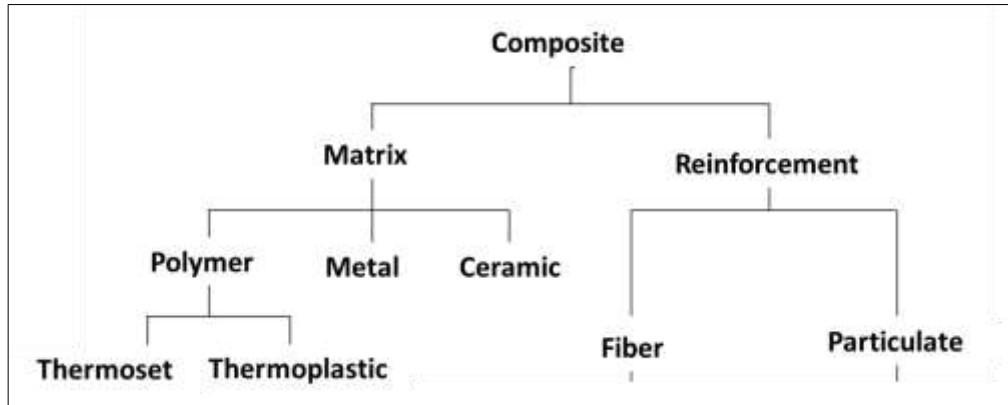 Composite
Matrix
Reinforcement
Polymer
Metal
Ceramic
Thermoset
Thermoplastic
Fiber
Particulate